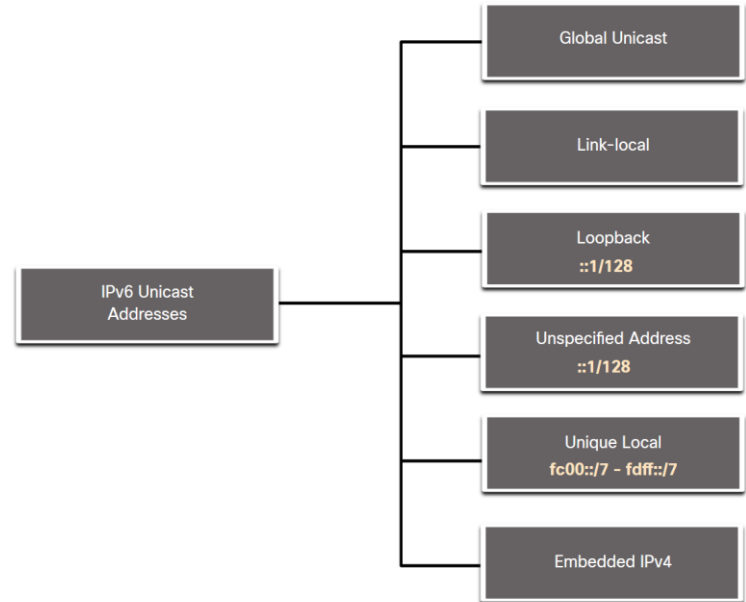 Global Unicast
Link-local
Loopback
::1/128
IPv6 Unicast
Addresses
Unspecified Address
::1/128
Unique Local
fc00::/7 - fdff::/7
Embedded IPv4